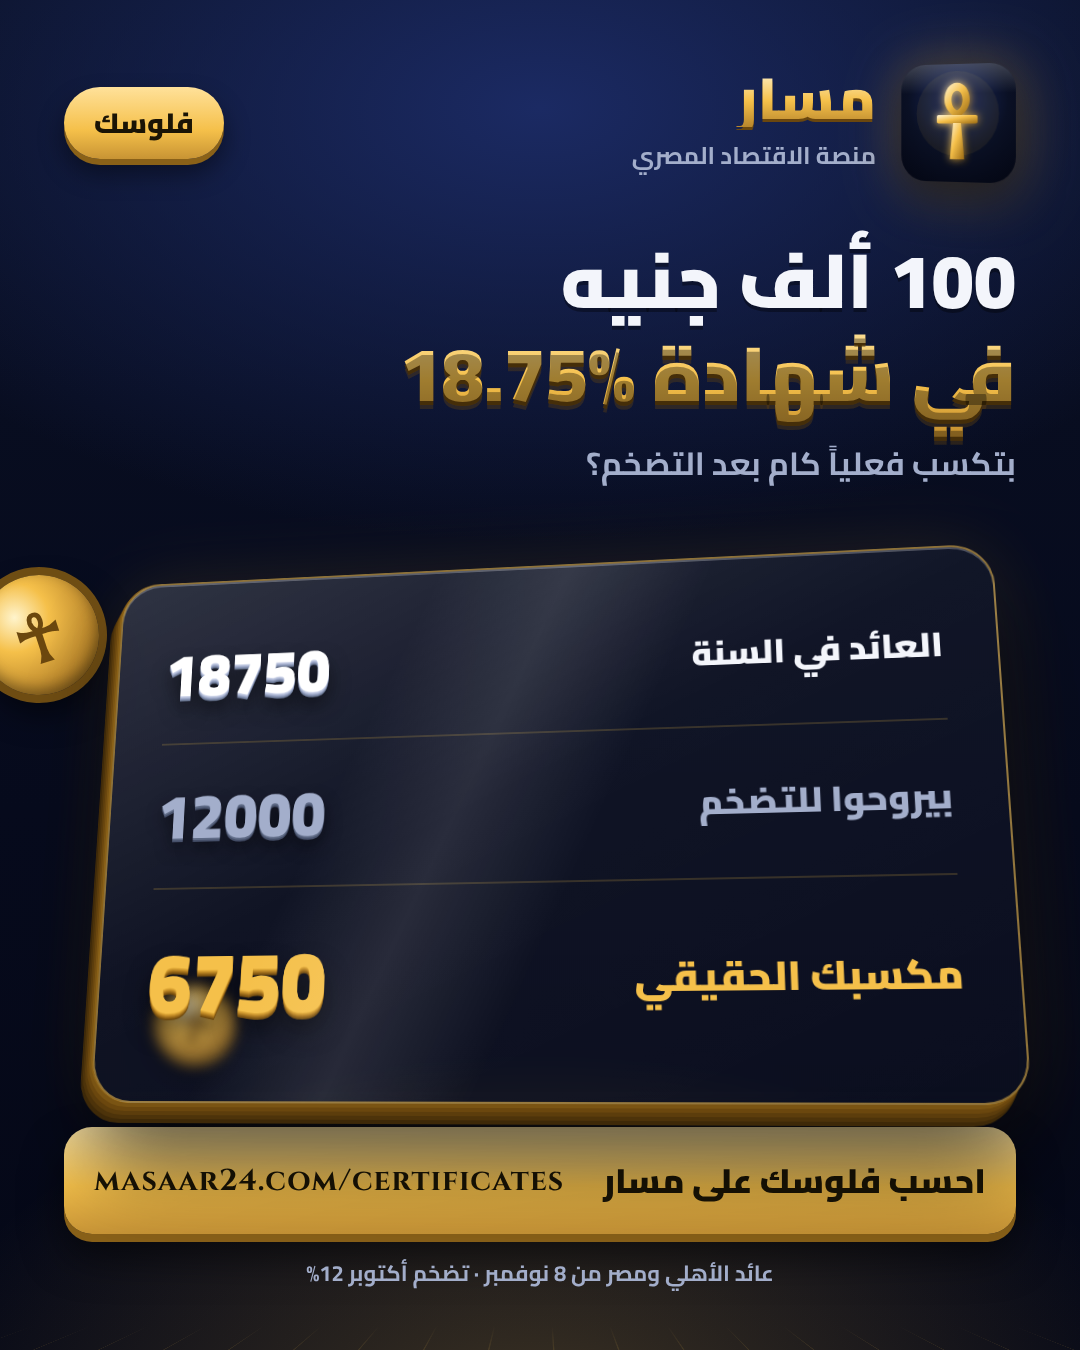 مسار
منصة الاقتصاد المصري
فلوسك
100 ألف جنيه
في شهادة 18.75%
بتكسب فعلياً كام بعد التضخم؟
العائد في السنة 18750
بيروحوا للتضخم 12000
مكسبك الحقيقي 6750
احسب فلوسك على مسار MASAAR24.COM/CERTIFICATES
عائد الأهلي ومصر من 8 نوفمبر · تضخم أكتوبر 12%